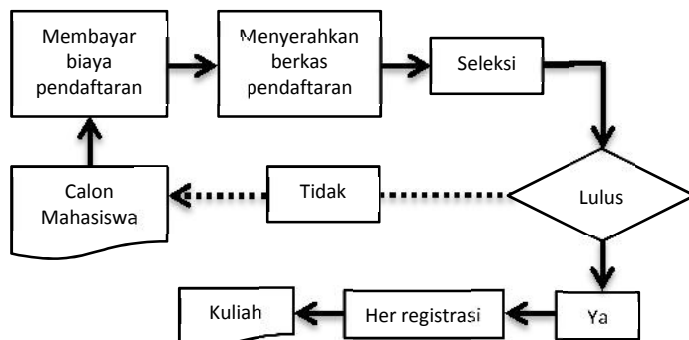 Membayar
biaya
pendaftaran
Menyerahkan
berkas
pendaftaran
Seleksi
Calon
Mahasiswa
Tidak
Lulus
Kuliah
Her registrasi
Ya